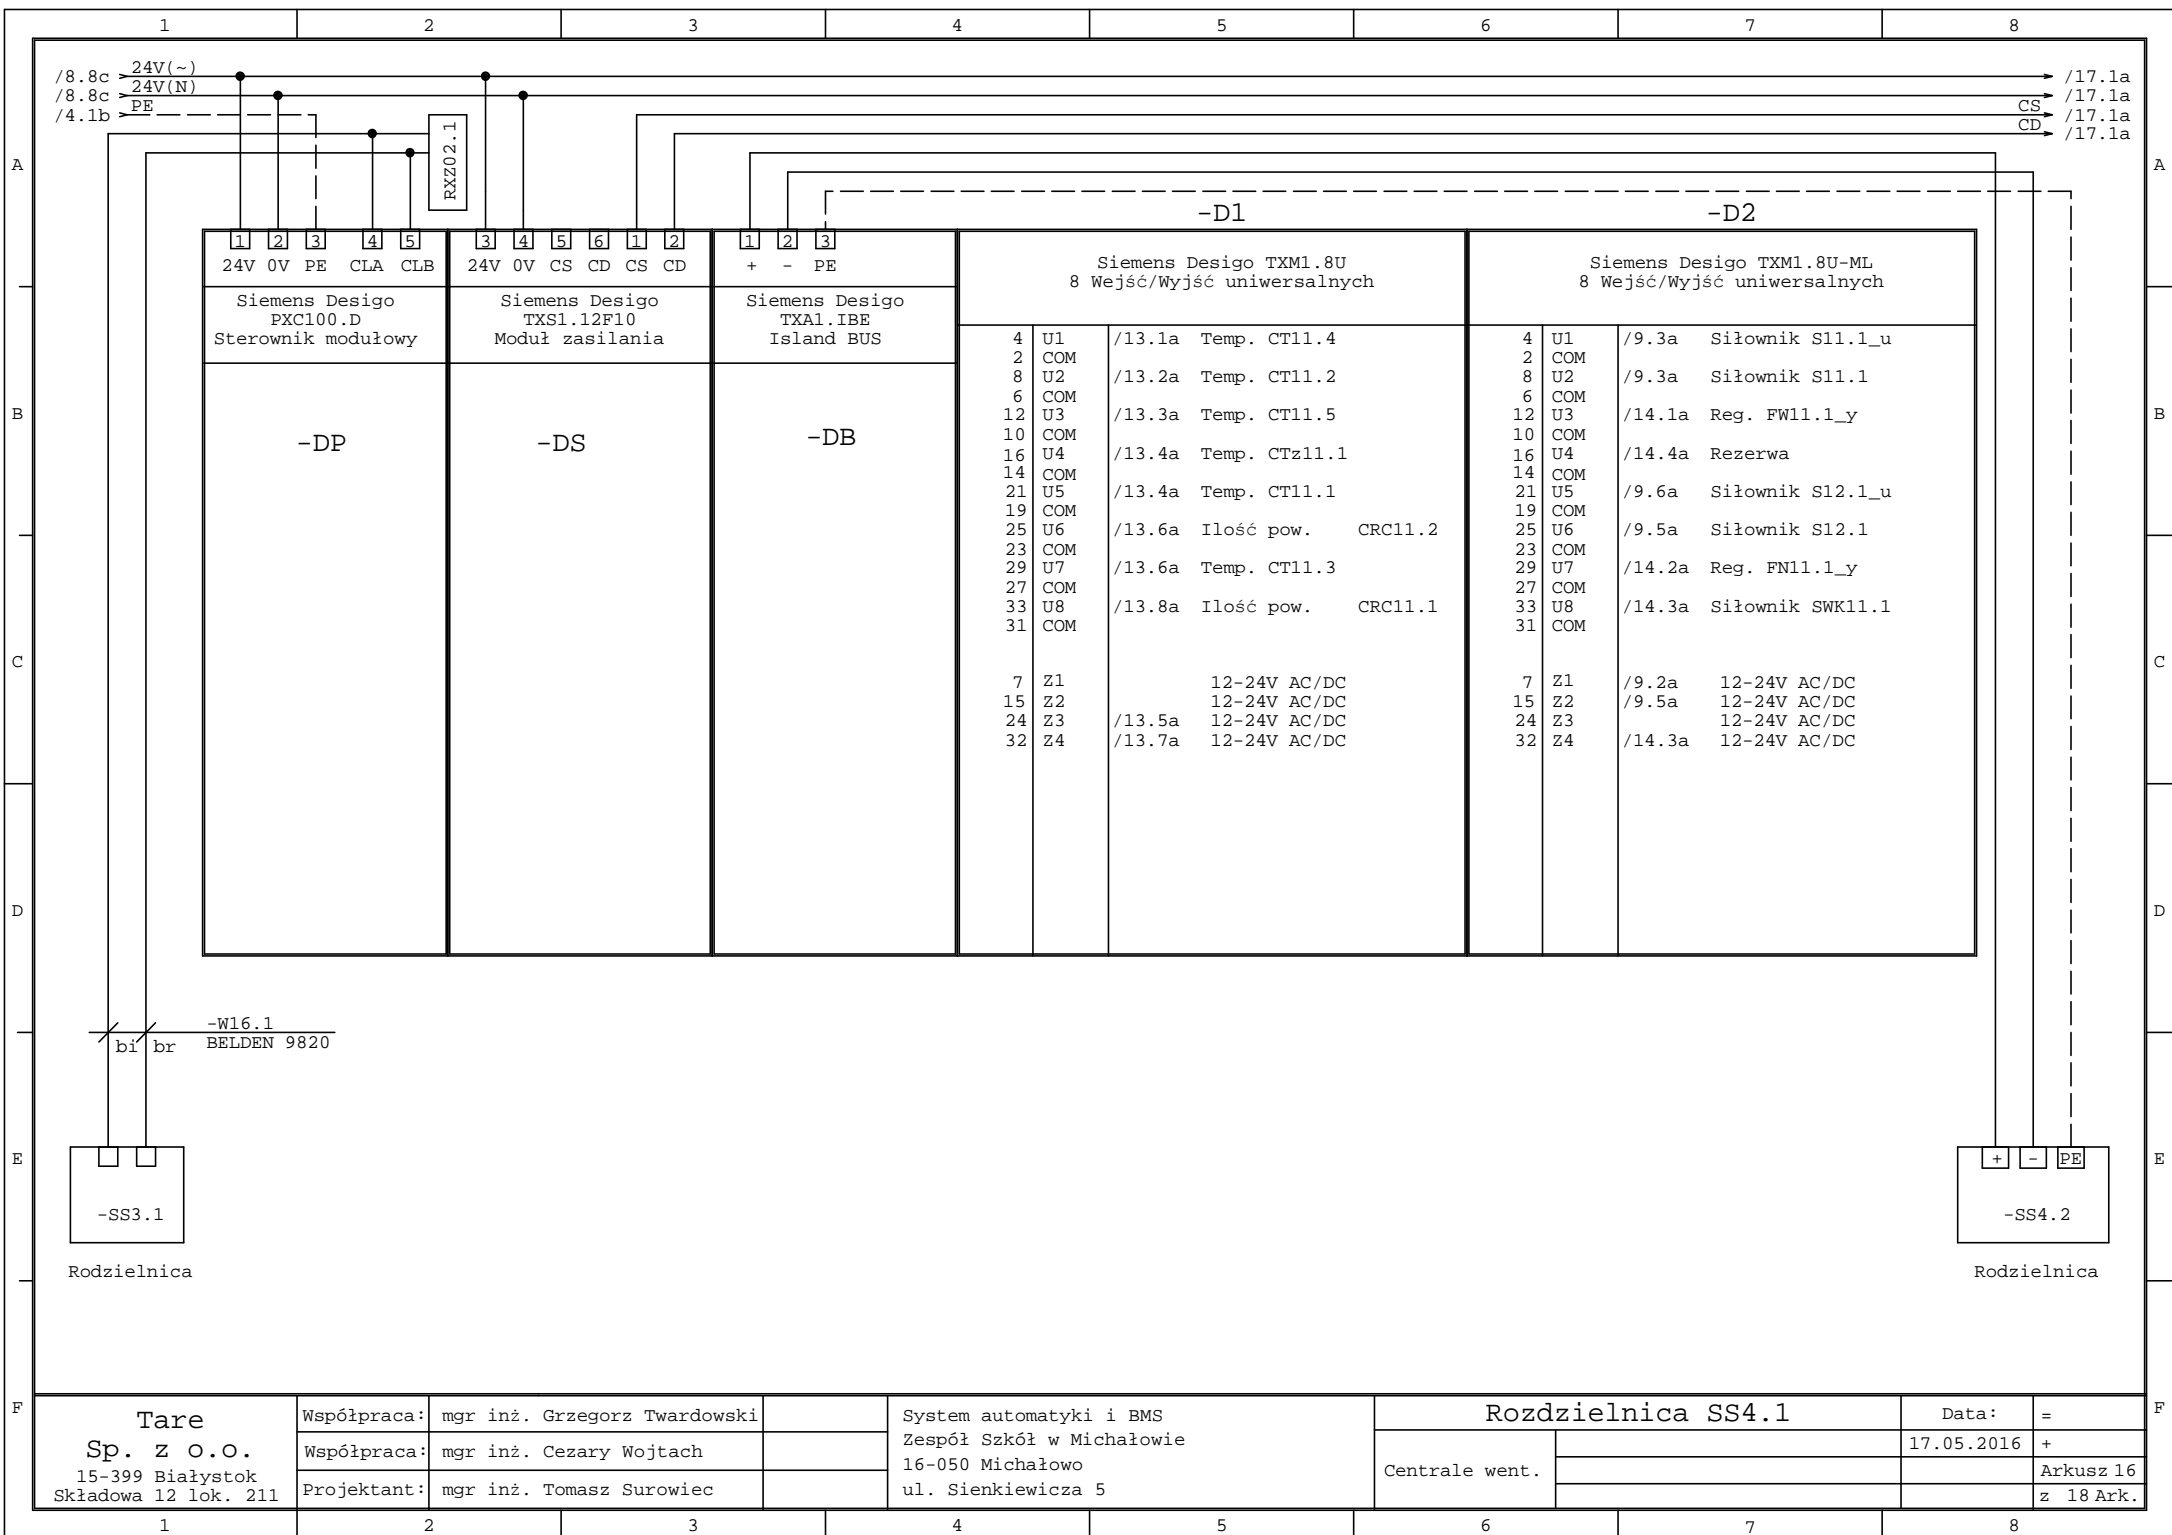 1 2 3 4 5 6 7 8
/8.8c 24V(~) /17.1a
/8.8c 24V(N) /17.1a
/4.1b PE CS /17.1a
CD /17.1a
RXZ02.1
A A
-D1 -D2
1 2 3 4 5 3 4 5 6 1 2 1 2 3
24V 0V PE CLA CLB 24V 0V CS CD CS CD + - PE
Siemens Desigo
PXC100.D
Sterownik modułowy
-DP
Siemens Desigo
TXS1.12F10
Moduł zasilania
-DS
Siemens Desigo
TXA1.IBE
Island BUS
-DB
Siemens Desigo TXM1.8U
8 Wejść/Wyjść uniwersalnych
4 U1 /13.1a Temp. CT11.4
2 COM
8 U2 /13.2a Temp. CT11.2
6 COM
12 U3 /13.3a Temp. CT11.5
10 COM
16 U4 /13.4a Temp. CTz11.1
14 COM
21 U5 /13.4a Temp. CT11.1
19 COM
25 U6 /13.6a Ilość pow. CRC11.2
23 COM
29 U7 /13.6a Temp. CT11.3
27 COM
33 U8 /13.8a Ilość pow. CRC11.1
31 COM
7 Z1 12-24V AC/DC
15 Z2 12-24V AC/DC
24 Z3 /13.5a 12-24V AC/DC
32 Z4 /13.7a 12-24V AC/DC
Siemens Desigo TXM1.8U-ML
8 Wejść/Wyjść uniwersalnych
4 U1 /9.3a Siłownik S11.1_u
2 COM
8 U2 /9.3a Siłownik S11.1
6 COM
12 U3 /14.1a Reg. FW11.1_y
10 COM
16 U4 /14.4a Rezerwa
14 COM
21 U5 /9.6a Siłownik S12.1_u
19 COM
25 U6 /9.5a Siłownik S12.1
23 COM
29 U7 /14.2a Reg. FN11.1_y
27 COM
33 U8 /14.3a Siłownik SWK11.1
31 COM
7 Z1 /9.2a 12-24V AC/DC
15 Z2 /9.5a 12-24V AC/DC
24 Z3 12-24V AC/DC
32 Z4 /14.3a 12-24V AC/DC
B B
C C
D D
-W16.1
bi br BELDEN 9820
E E
+ - PE
-SS3.1 -SS4.2
Rodzielnica Rodzielnica
F F
Tare
Sp. z o.o.
15-399 Białystok
Składowa 12 lok. 211
Współpraca: mgr inż. Grzegorz Twardowski
Współpraca: mgr inż. Cezary Wojtach
Projektant: mgr inż. Tomasz Surowiec
System automatyki i BMS
Zespół Szkół w Michałowie
16-050 Michałowo
ul. Sienkiewicza 5
Rozdzielnica SS4.1
Centrale went.
Data: =
17.05.2016 +
Arkusz 16
z 18 Ark.
1 2 3 4 5 6 7 8